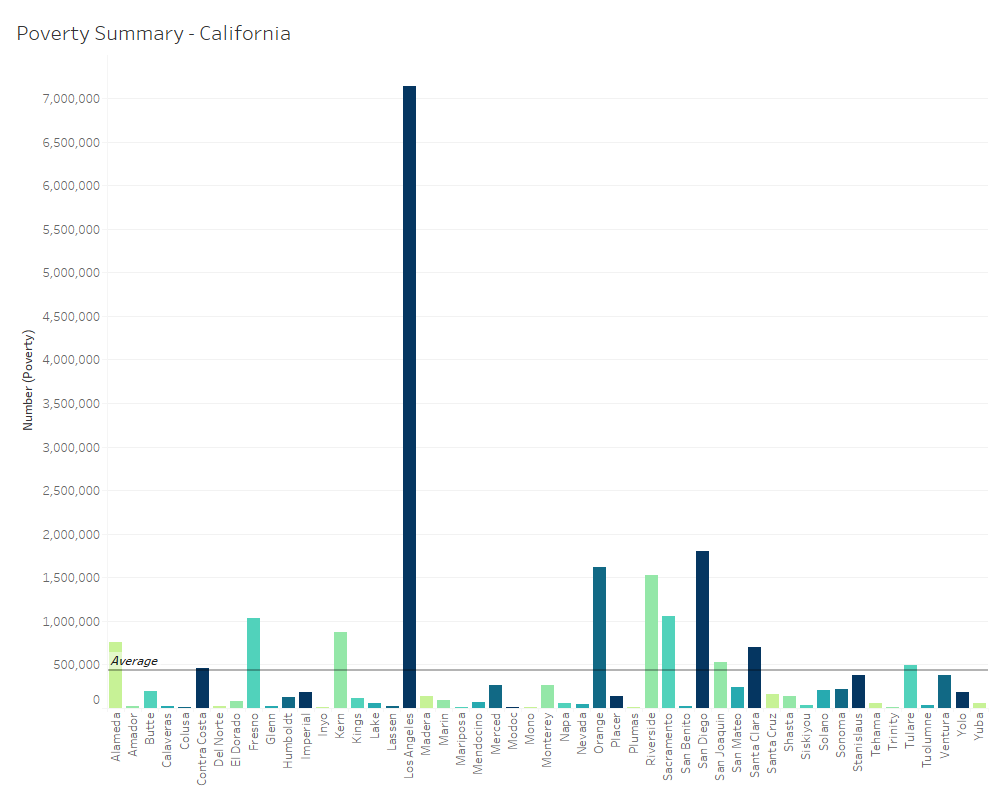 Poverty Summary - California
Number (Poverty)
7,000,000
6,500,000
6,000,000
5,500,000
5,000,000
4,500,000
4,000,000
3,500,000
3,000,000
2,500,000
2,000,000
1,500,000
1,000,000
500,000
0
Average
Alameda
Amador
Butte
Calaveras
Colusa
Contra Costa
Del Norte
El Dorado
Fresno
Glenn
Humboldt
Imperial
Inyo
Kern
Kings
Lake
Lassen
Los Angeles
Madera
Marin
Mariposa
Mendocino
Merced
Modoc
Mono
Monterey
Napa
Nevada
Orange
Placer
Plumas
Riverside
Sacramento
San Benito
San Diego
San Joaquin
San Mateo
Santa Clara
Santa Cruz
Shasta
Siskiyou
Solano
Sonoma
Stanislaus
Tehama
Trinity
Tulare
Tuolumne
Ventura
Yolo
Yuba